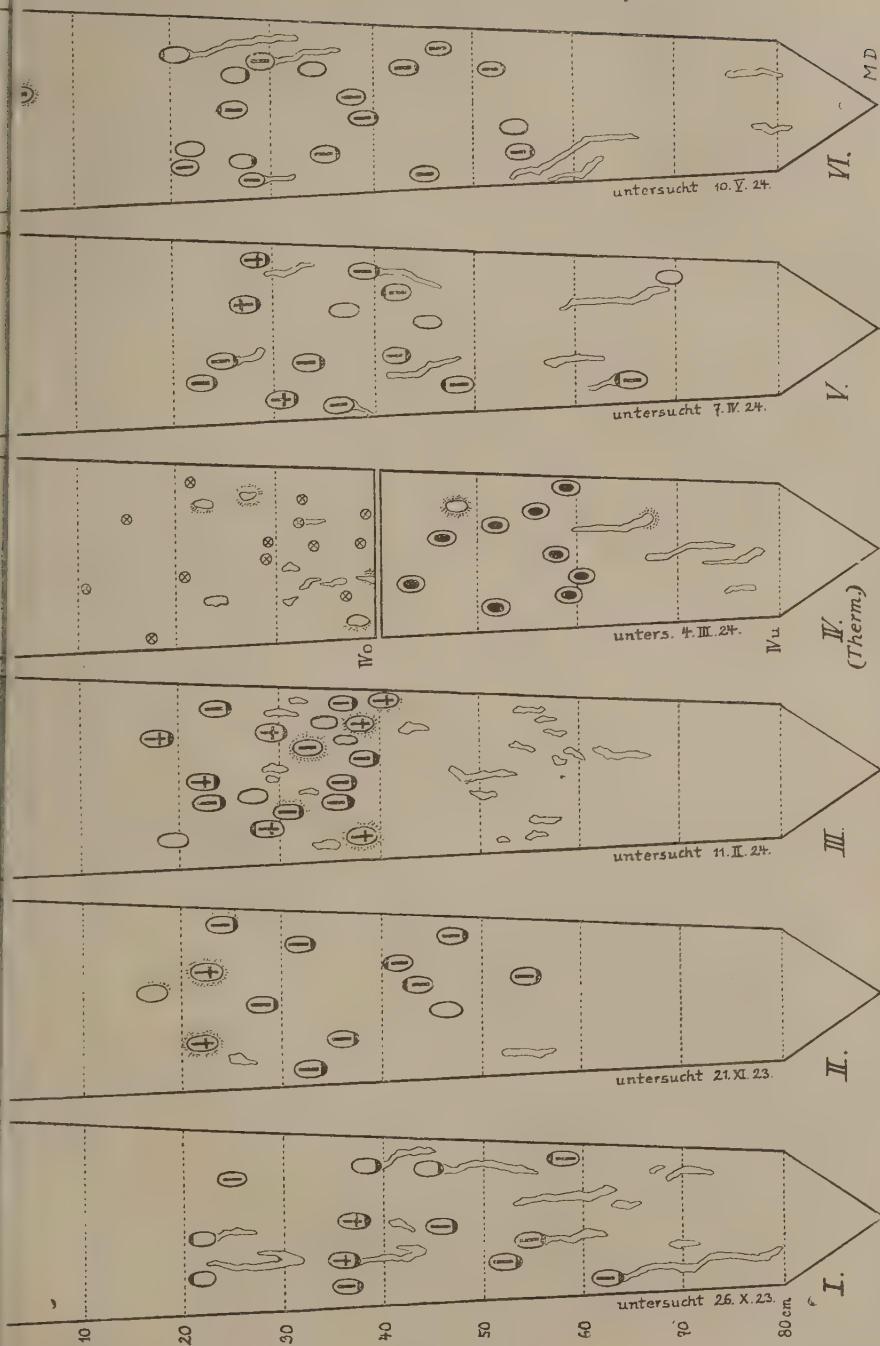 10
20
30
40
50
60
70
80 cm.
untersucht 26. X. 23.
I.
untersucht 21. XI. 23.
II.
untersucht 11. II. 24.
III.
IVo
unters. 4. III. 24.
IVu
IV.
(Therm.)
untersucht 7. IV. 24.
V.
untersucht 10. V. 24.
VI.
MD